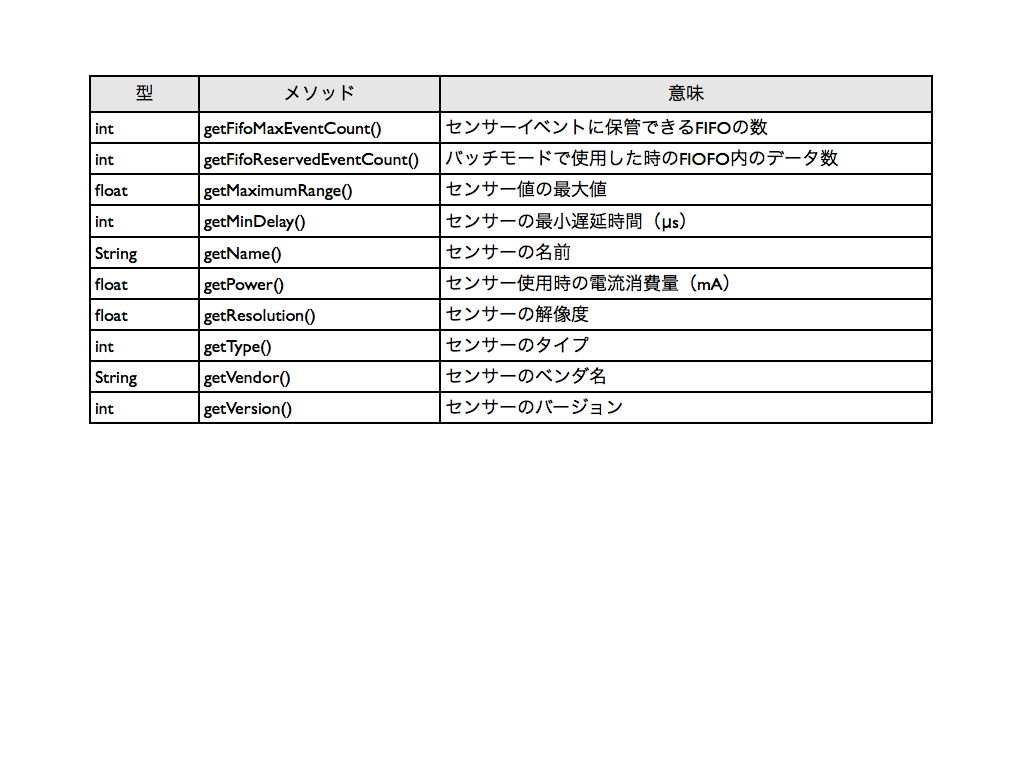 型 メソッド 意味
int getFifoMaxEventCount() センサーイベントに保管できるFIFOの数
int getFifoReservedEventCount() バッチモードで使用した時のFIOFO内のデータ数
float getMaximumRange() センサー値の最大値
int getMinDelay() センサーの最小遅延時間（μs）
String getName() センサーの名前
float getPower() センサー使用時の電流消費量（mA）
float getResolution() センサーの解像度
int getType() センサーのタイプ
String getVendor() センサーのベンダ名
int getVersion() センサーのバージョン